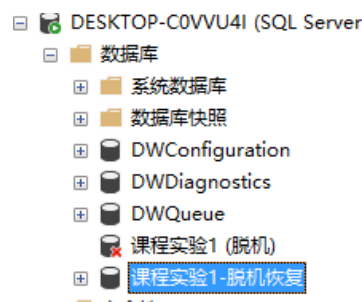 DESKTOP-C0VVU4I (SQL Server
数据库
系统数据库
数据库快照
DWConfiguration
DWDiagnostics
DWQueue
课程实验1 (脱机)
课程实验1-脱机恢复